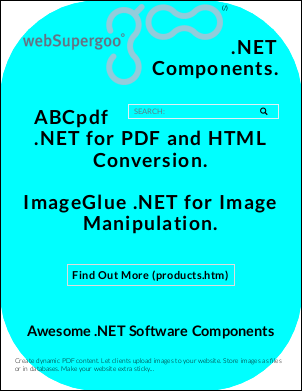 webSupergoo®
.NET
Components.
SEARCH
ABCpdf
.NET for PDF and HTML
Conversion.
ImageGlue .NET for Image
Manipulation.
Find Out More (products.htm)
Awesome .NET Software Components
Create dynamic PDF content. Let clients upload images to your website. Store images as files
or in databases. Make your website extra sticky...